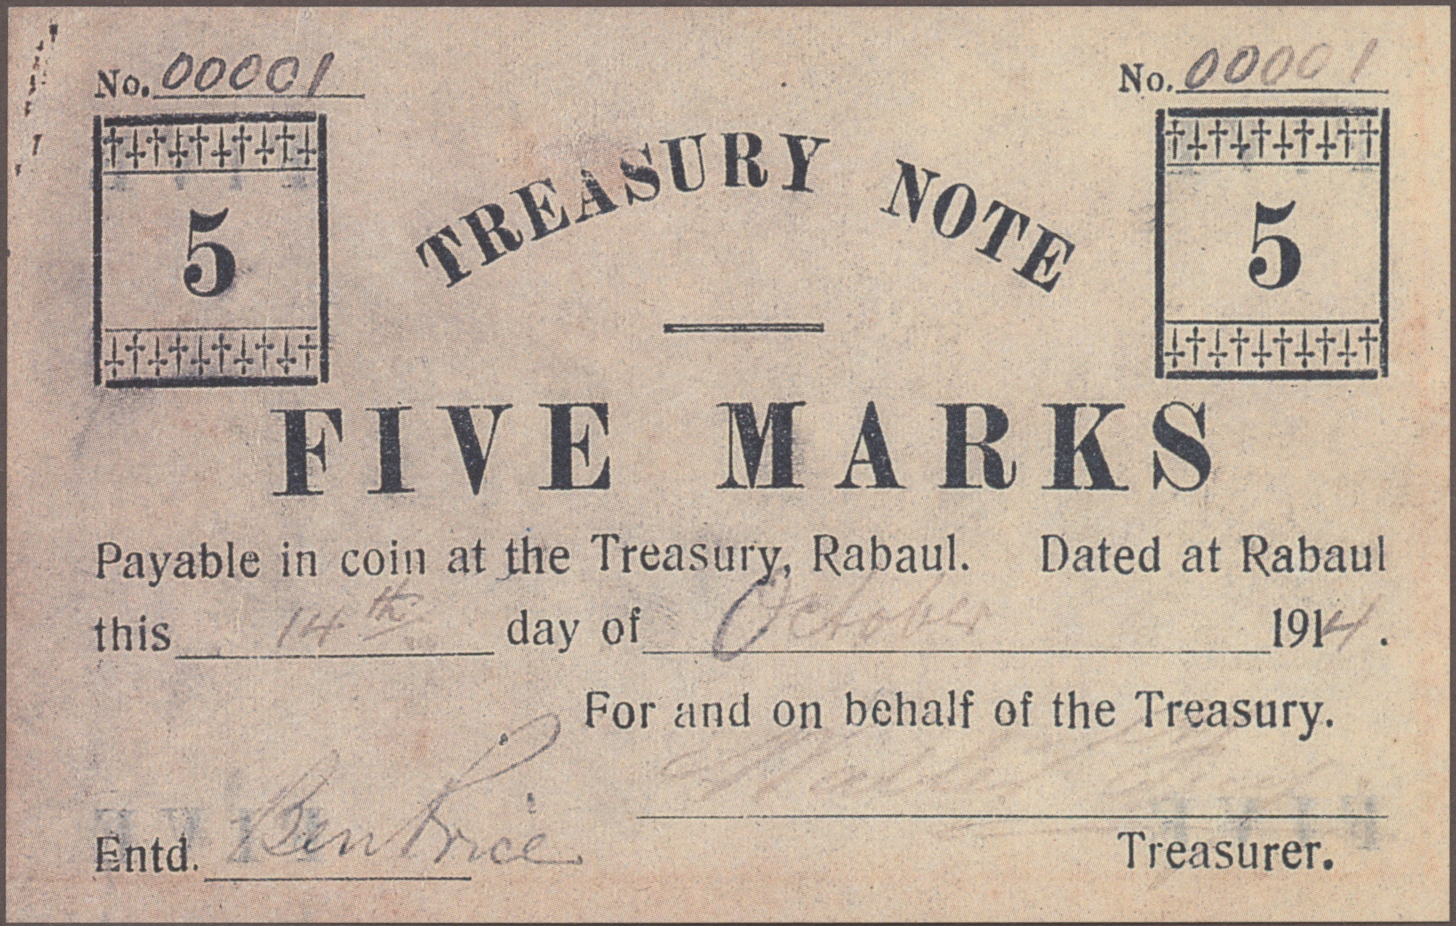 No. 00001 No. 00001
5 TREASURY NOTE 5
FIVE MARKS
Payable in coin at the Treasury, Rabaul. Dated at Rabaul
this 14th day of October 1914.
For and on behalf of the Treasury.
Entd. Ben Price
Treasurer.